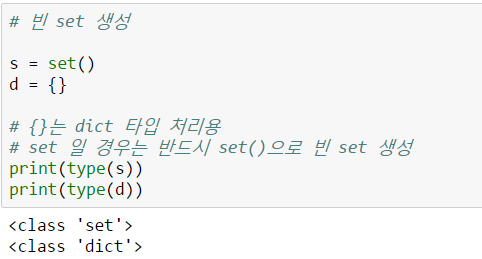 # 빈 set 생성
s = set()
d = {}
# {}는 dict 타입 처리용
# set 일 경우는 반드시 set()으로 빈 set 생성
print(type(s))
print(type(d))
<class 'set'>
<class 'dict'>